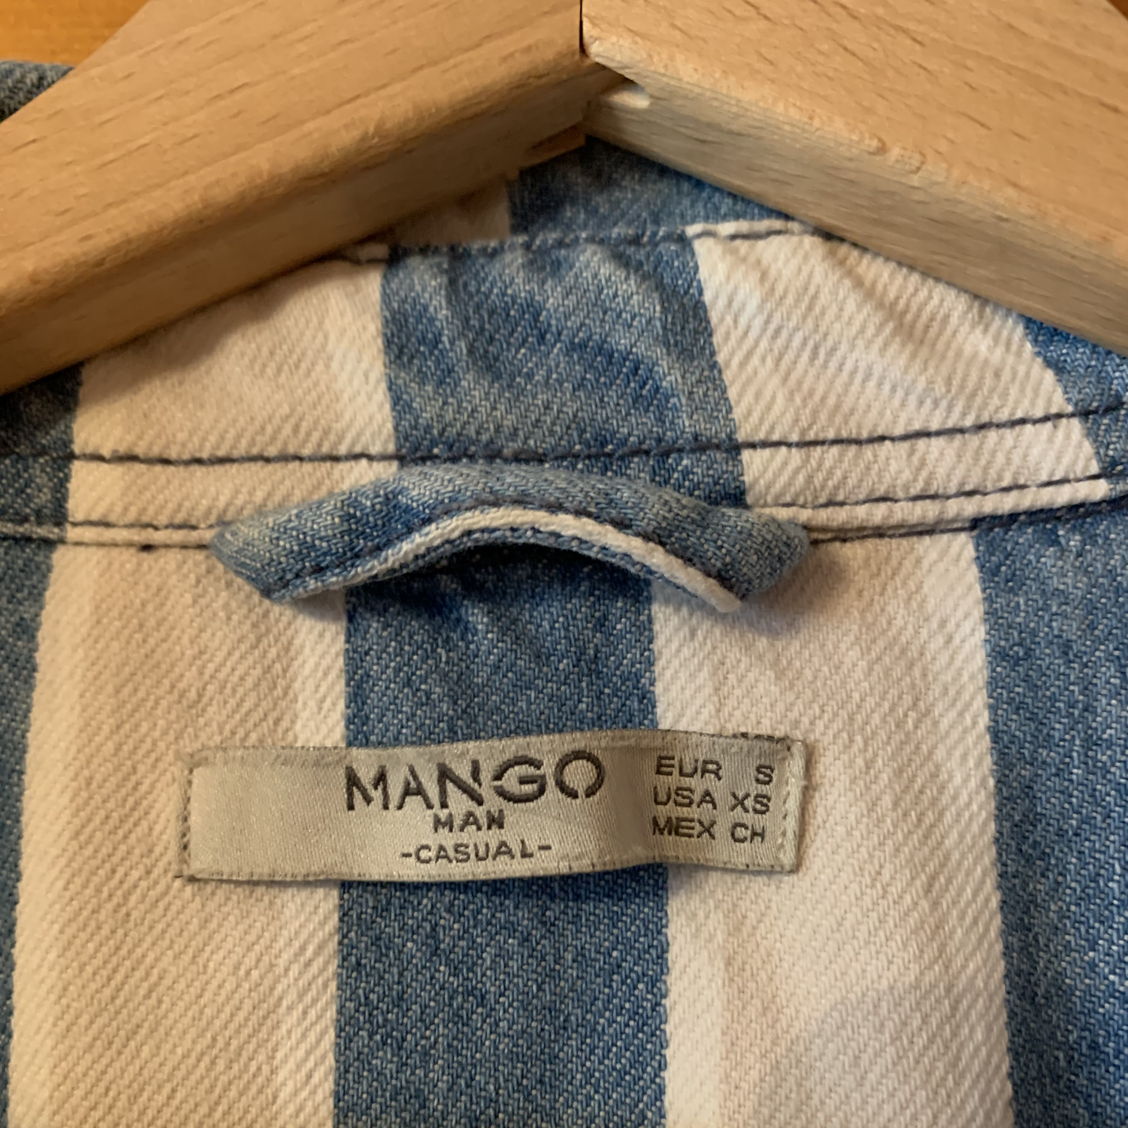 MANGO
MAN
-CASUAL-
EUR S
USA XS
MEX CH